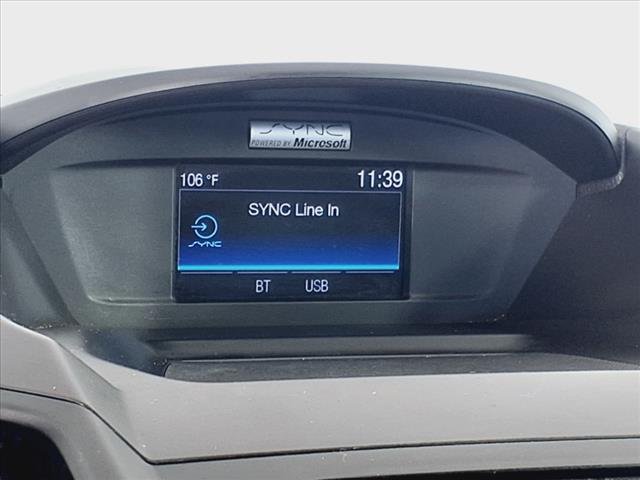 SYNC
POWERED BY Microsoft
106 °F 11:39
SYNC Line In
SYNC
BT USB